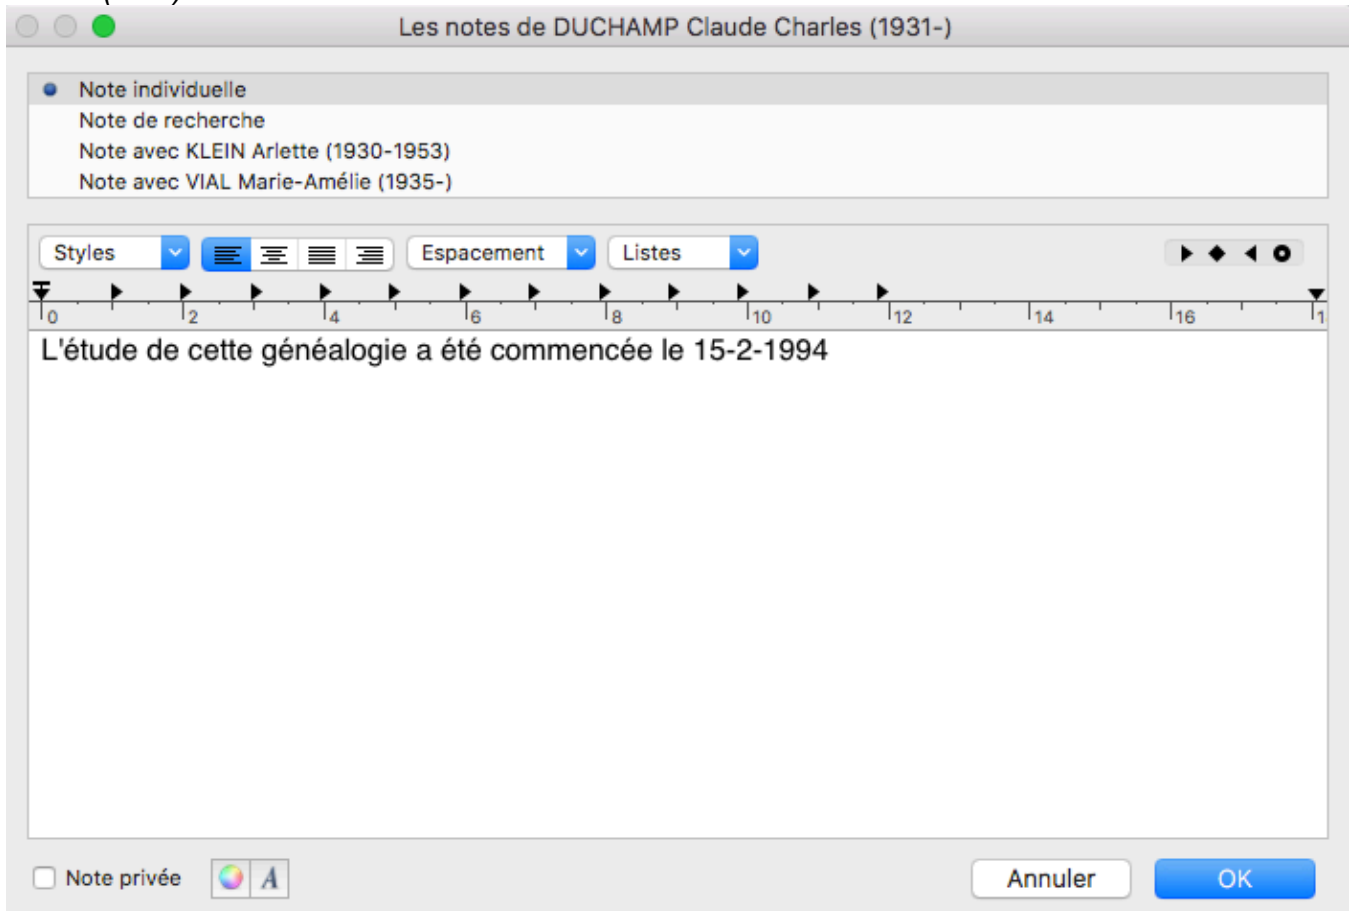 Les notes de DUCHAMP Claude Charles (1931-)
Note individuelle
Note de recherche
Note avec KLEIN Arlette (1930-1953)
Note avec VIAL Marie-Amélie (1935-)
Styles Espacement Listes
0 2 4 6 8 10 12 14 16 1
L'étude de cette généalogie a été commencée le 15-2-1994
Note privée A Annuler OK